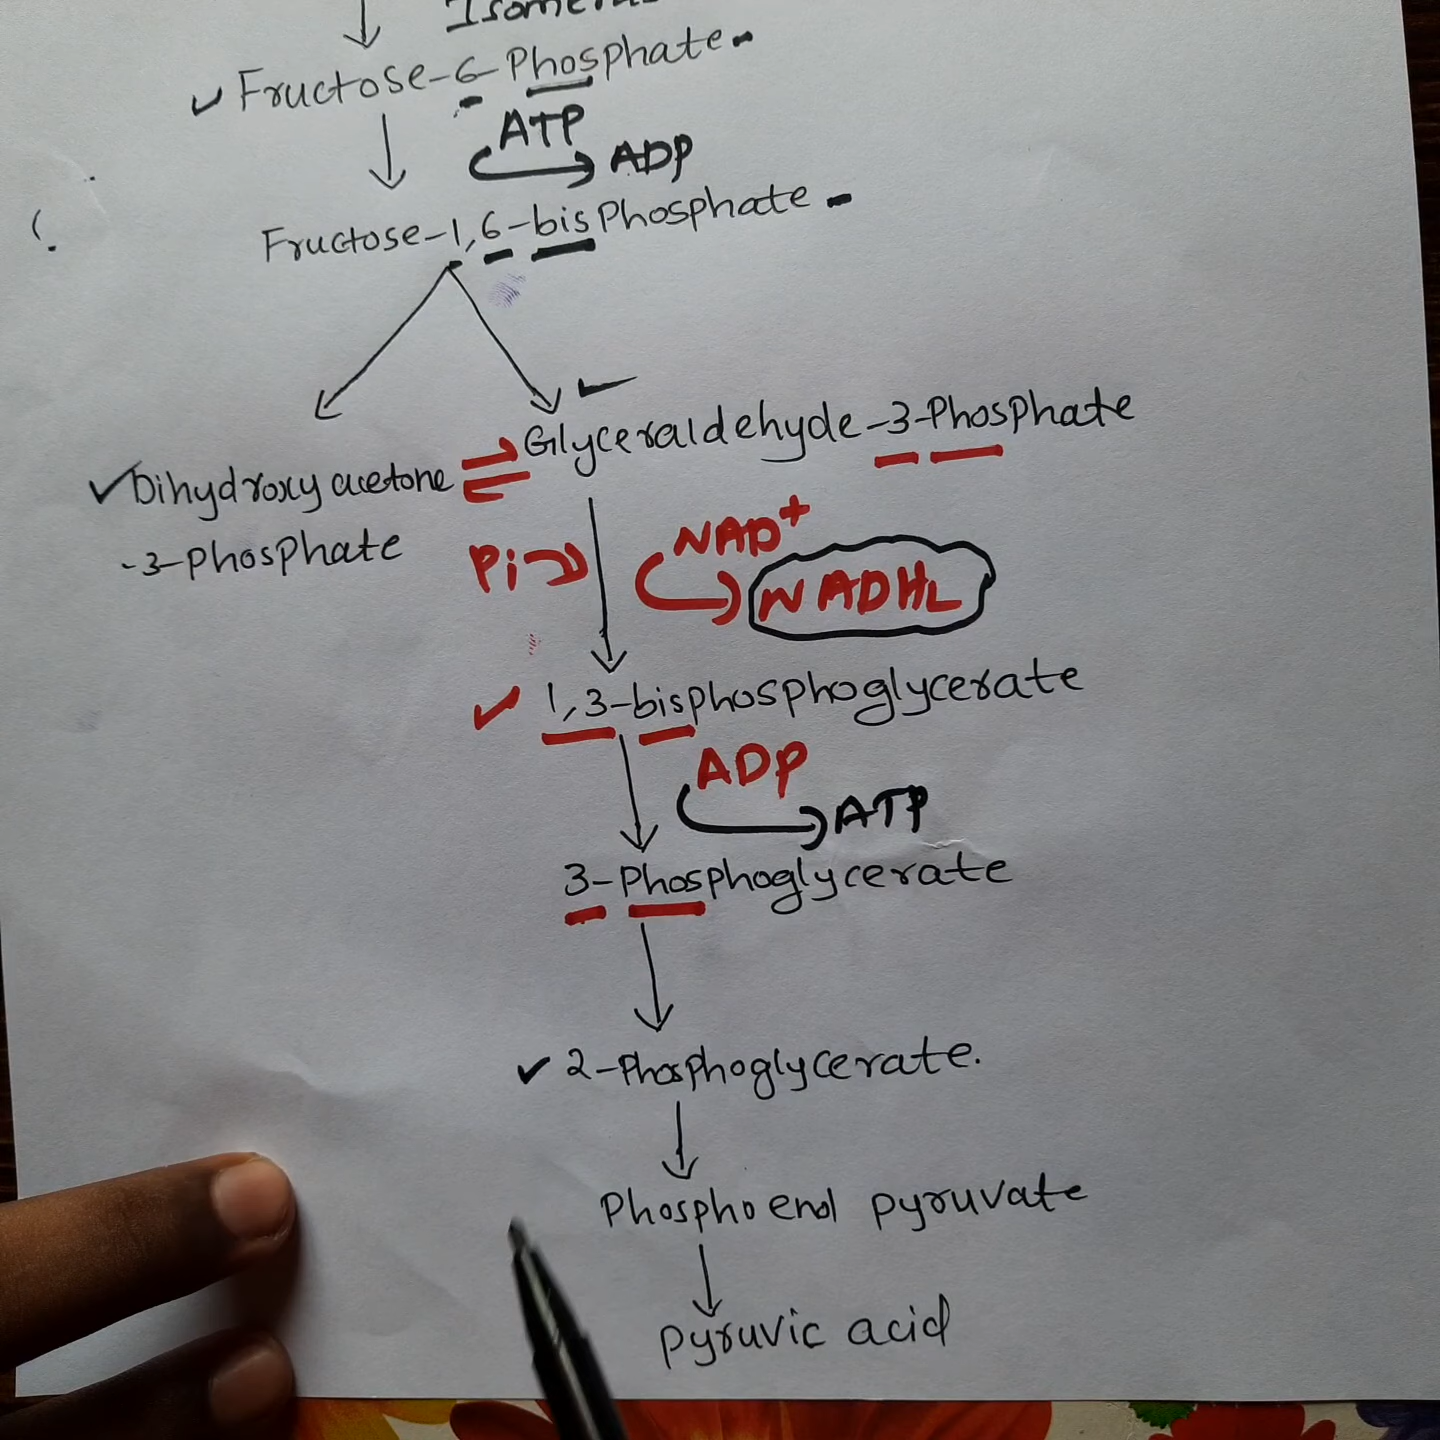 Fructose-6-Phosphate
ATP
ADP
Fructose-1,6-bisPhosphate
Glyceraldehyde-3-Phosphate
Dihydroxy acetone
-3-phosphate
NAD+
Pi
1,3-bisphosphoglycerate
ADP
ATP
3-Phosphoglycerate
2-Phosphoglycerate.
Phospho enol pyruvate
pyruvic acid